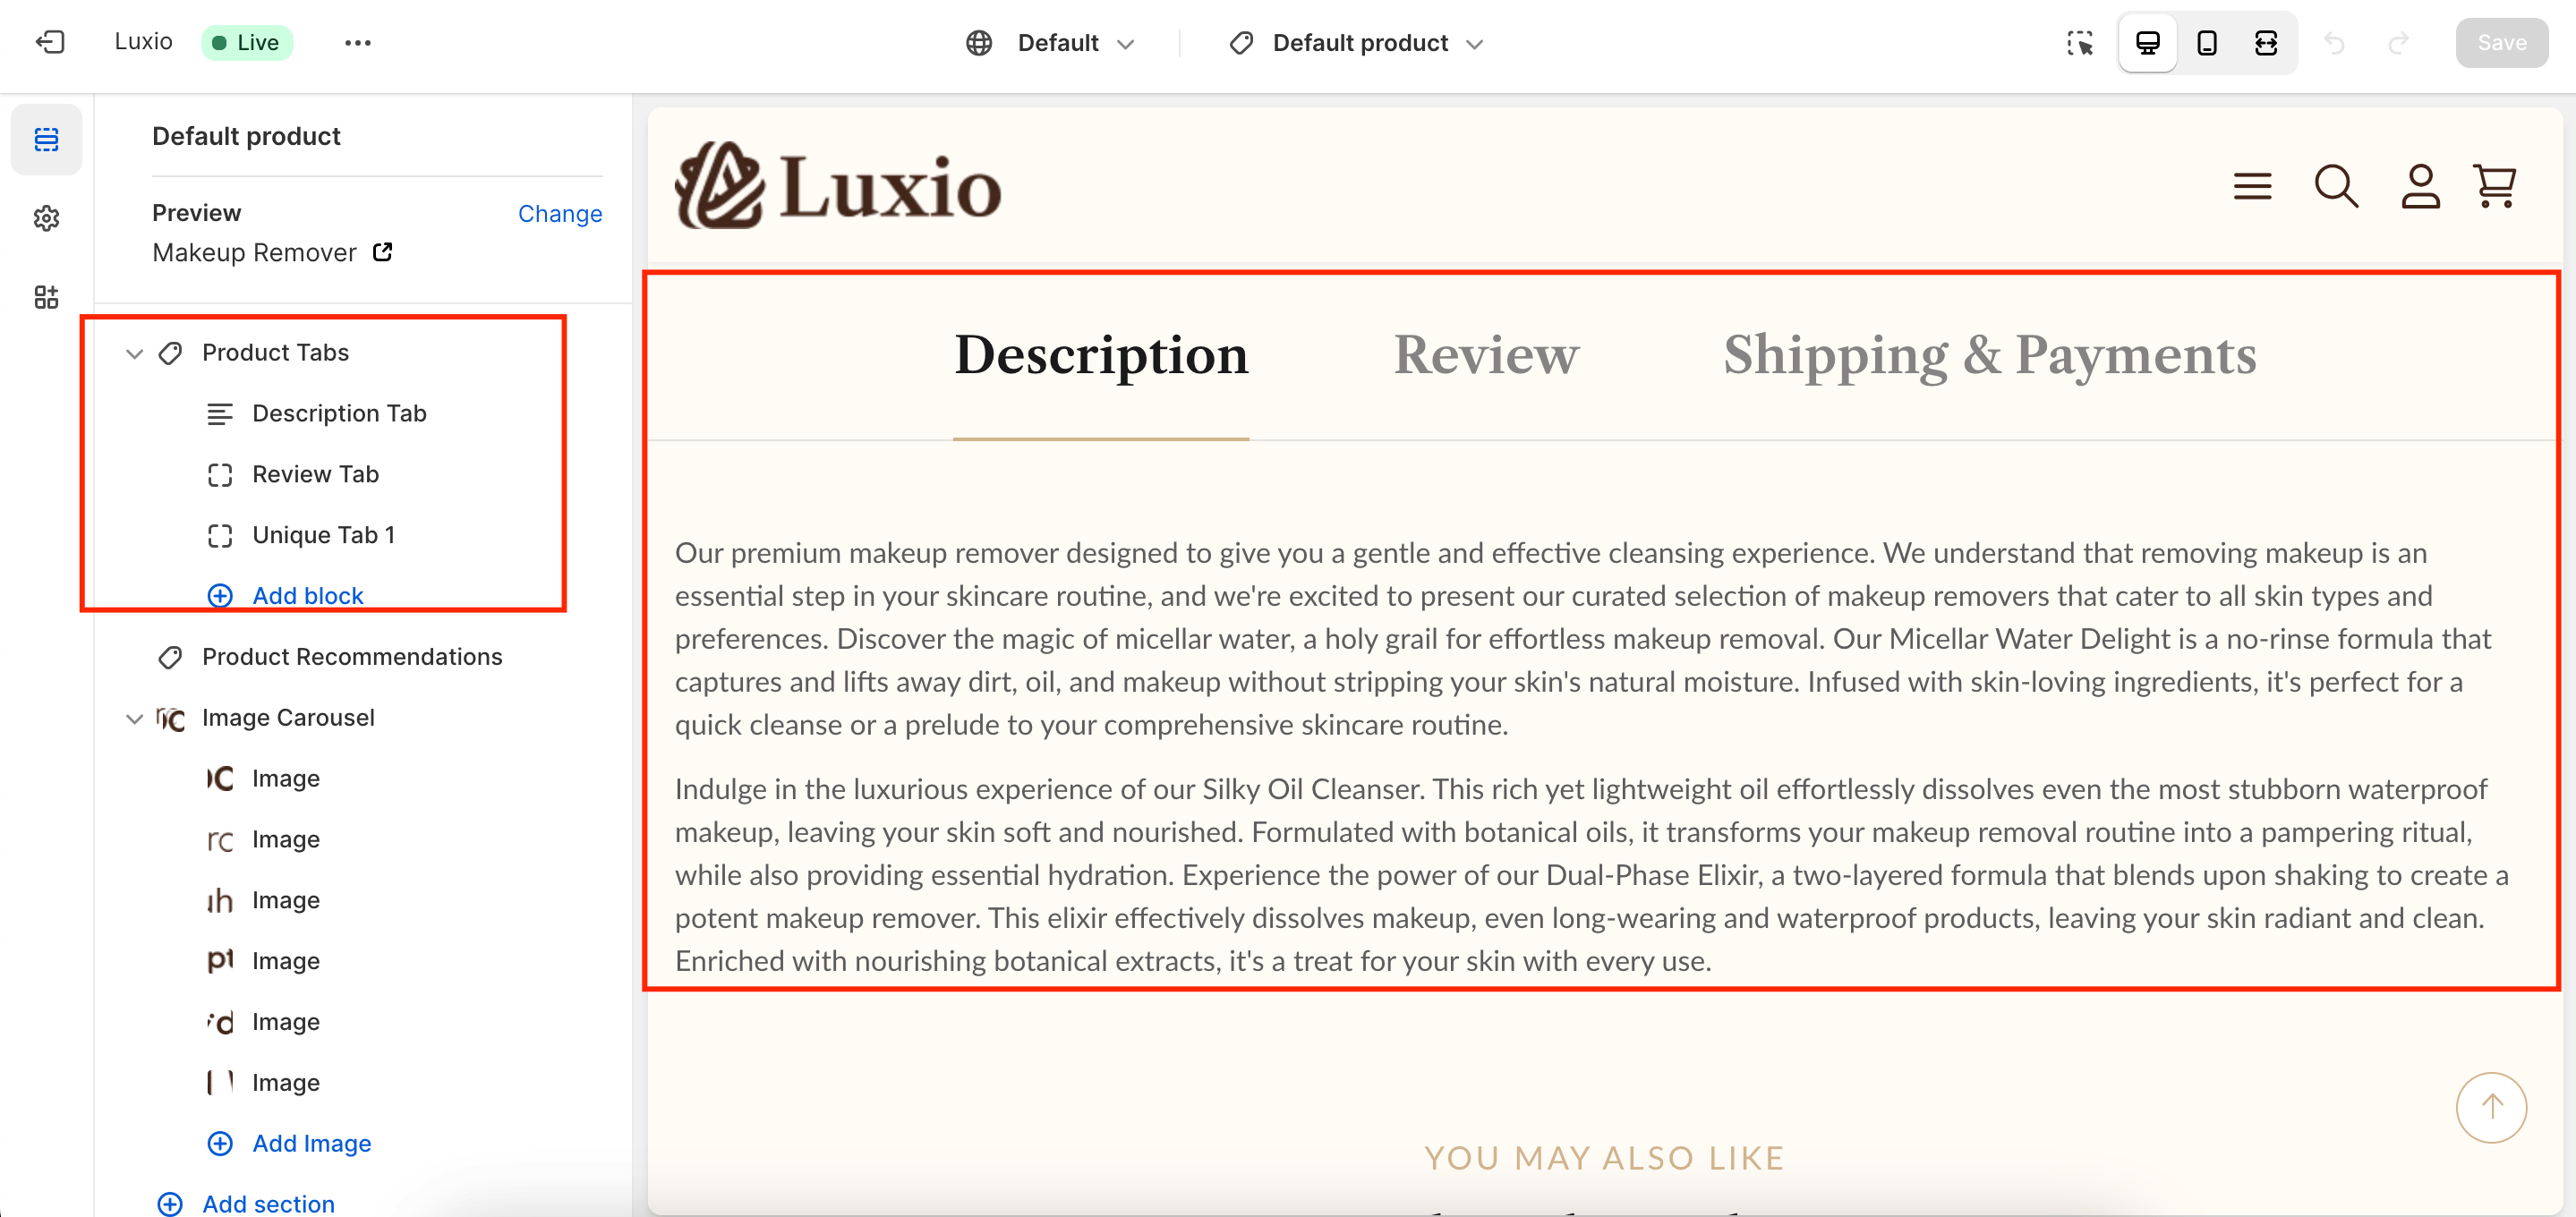 Luxio
Live
Default
Default product
Save
Default product
Preview
Change
Makeup Remover
Product Tabs
Description Tab
Review Tab
Unique Tab 1
Add block
Product Recommendations
Image Carousel
Image
Image
Image
Image
Image
Image
Add Image
Add section
Luxio
Description
Review
Shipping & Payments
Our premium makeup remover designed to give you a gentle and effective cleansing experience. We understand that removing makeup is an
essential step in your skincare routine, and we're excited to present our curated selection of makeup removers that cater to all skin types and
preferences. Discover the magic of micellar water, a holy grail for effortless makeup removal. Our Micellar Water Delight is a no-rinse formula that
captures and lifts away dirt, oil, and makeup without stripping your skin's natural moisture. Infused with skin-loving ingredients, it's perfect for a
quick cleanse or a prelude to your comprehensive skincare routine.
Indulge in the luxurious experience of our Silky Oil Cleanser. This rich yet lightweight oil effortlessly dissolves even the most stubborn waterproof
makeup, leaving your skin soft and nourished. Formulated with botanical oils, it transforms your makeup removal routine into a pampering ritual,
while also providing essential hydration. Experience the power of our Dual-Phase Elixir, a two-layered formula that blends upon shaking to create a
potent makeup remover. This elixir effectively dissolves makeup, even long-wearing and waterproof products, leaving your skin radiant and clean.
Enriched with nourishing botanical extracts, it's a treat for your skin with every use.
YOU MAY ALSO LIKE